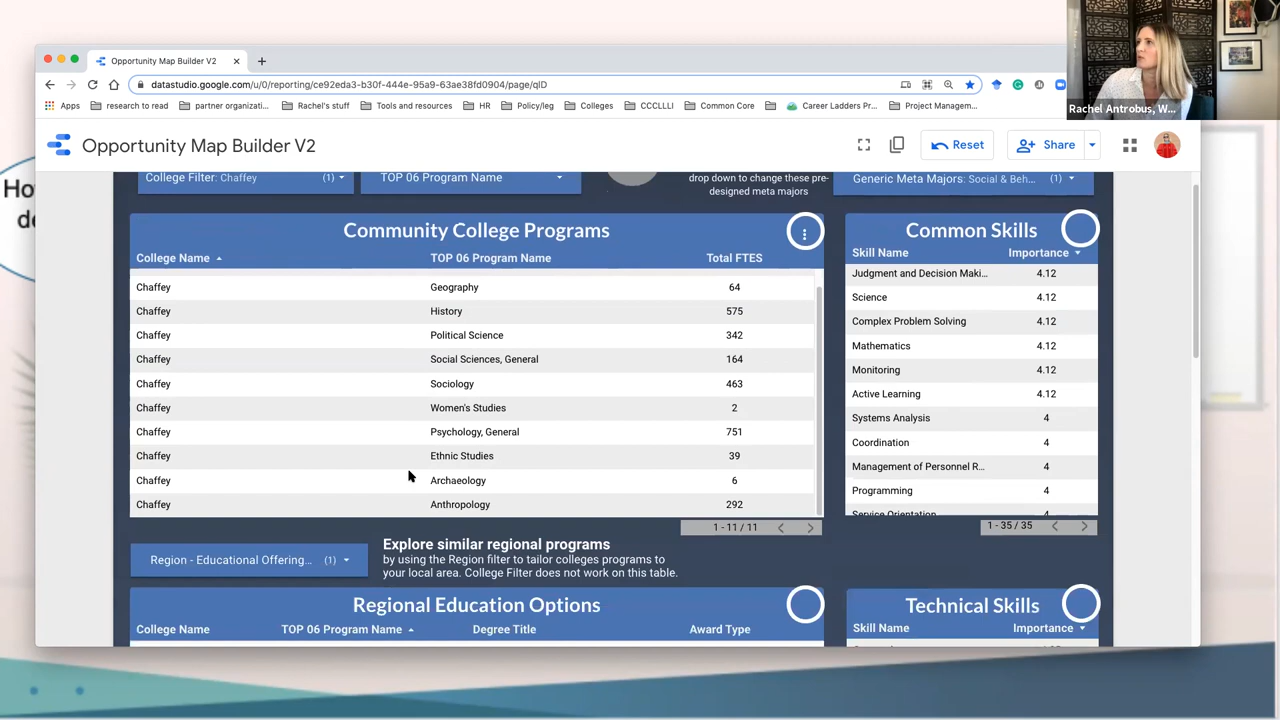 Opportunity Map Builder V2
datastudio.google.com/u/0/reporting/ce92eda3-b30f-444e-95a9-63ae38fd0904/page/qlD
Apps research to read partner organizati... Rachel's stuff Tools and resources HR Policy/leg Colleges CCCLLLI Common Core Career Ladders Pr... Project Managem...
Rachel Antrobus, W...
Opportunity Map Builder V2
Reset
Share
College Filter: Chaffey (1)
TOP 06 Program Name
drop down to change these pre-
designed meta majors
Generic Meta Majors: Social & Beh... (1)
Community College Programs
College Name TOP 06 Program Name Total FTES
Chaffey Geography 64
Chaffey History 575
Chaffey Political Science 342
Chaffey Social Sciences, General 164
Chaffey Sociology 463
Chaffey Women's Studies 2
Chaffey Psychology, General 751
Chaffey Ethnic Studies 39
Chaffey Archaeology 6
Chaffey Anthropology 292
1 - 11 / 11
Common Skills
Skill Name Importance
Judgment and Decision Maki... 4.12
Science 4.12
Complex Problem Solving 4.12
Mathematics 4.12
Monitoring 4.12
Active Learning 4.12
Systems Analysis 4
Coordination 4
Management of Personnel R... 4
Programming 4
Service Orientation 4
1 - 35 / 35
Region - Educational Offering... (1)
Explore similar regional programs
by using the Region filter to tailor colleges programs to
your local area. College Filter does not work on this table.
Regional Education Options
College Name TOP 06 Program Name Degree Title Award Type
Technical Skills
Skill Name Importance